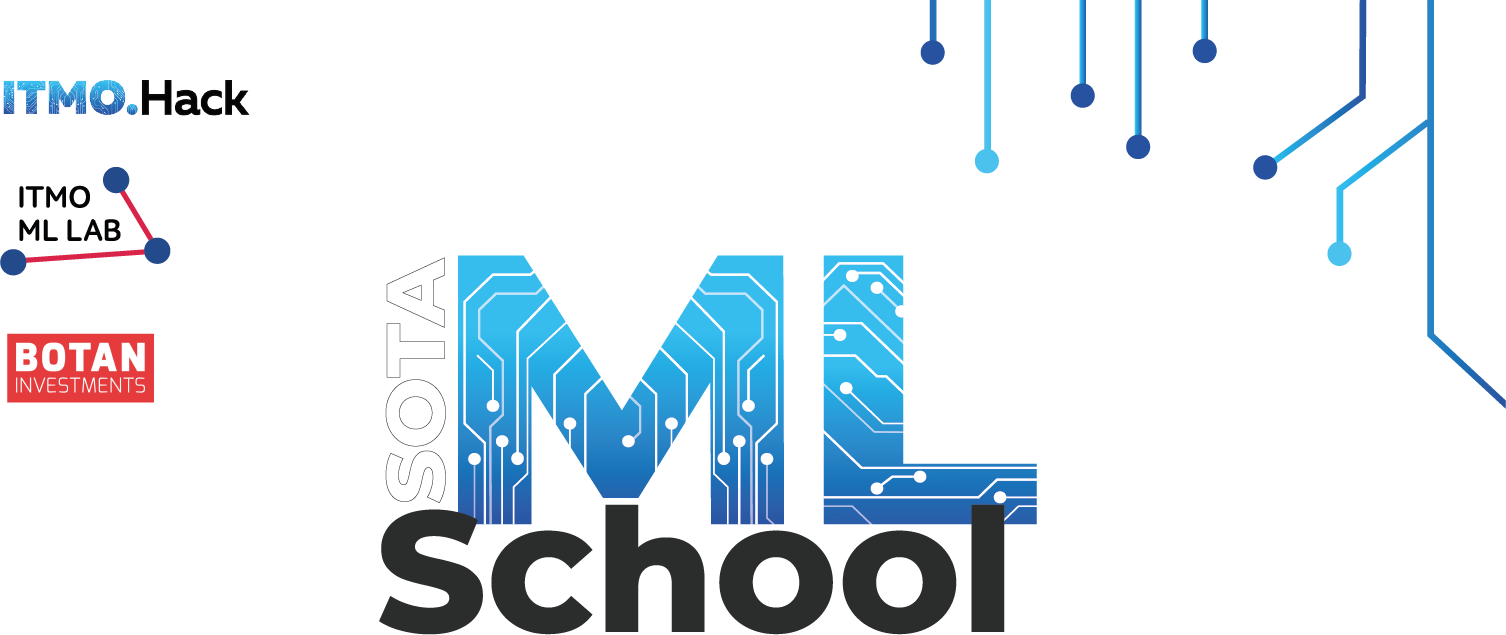 ITMO.Hack
ITMO
ML LAB
BOTAN
INVESTMENTS
SOTA
ML
School